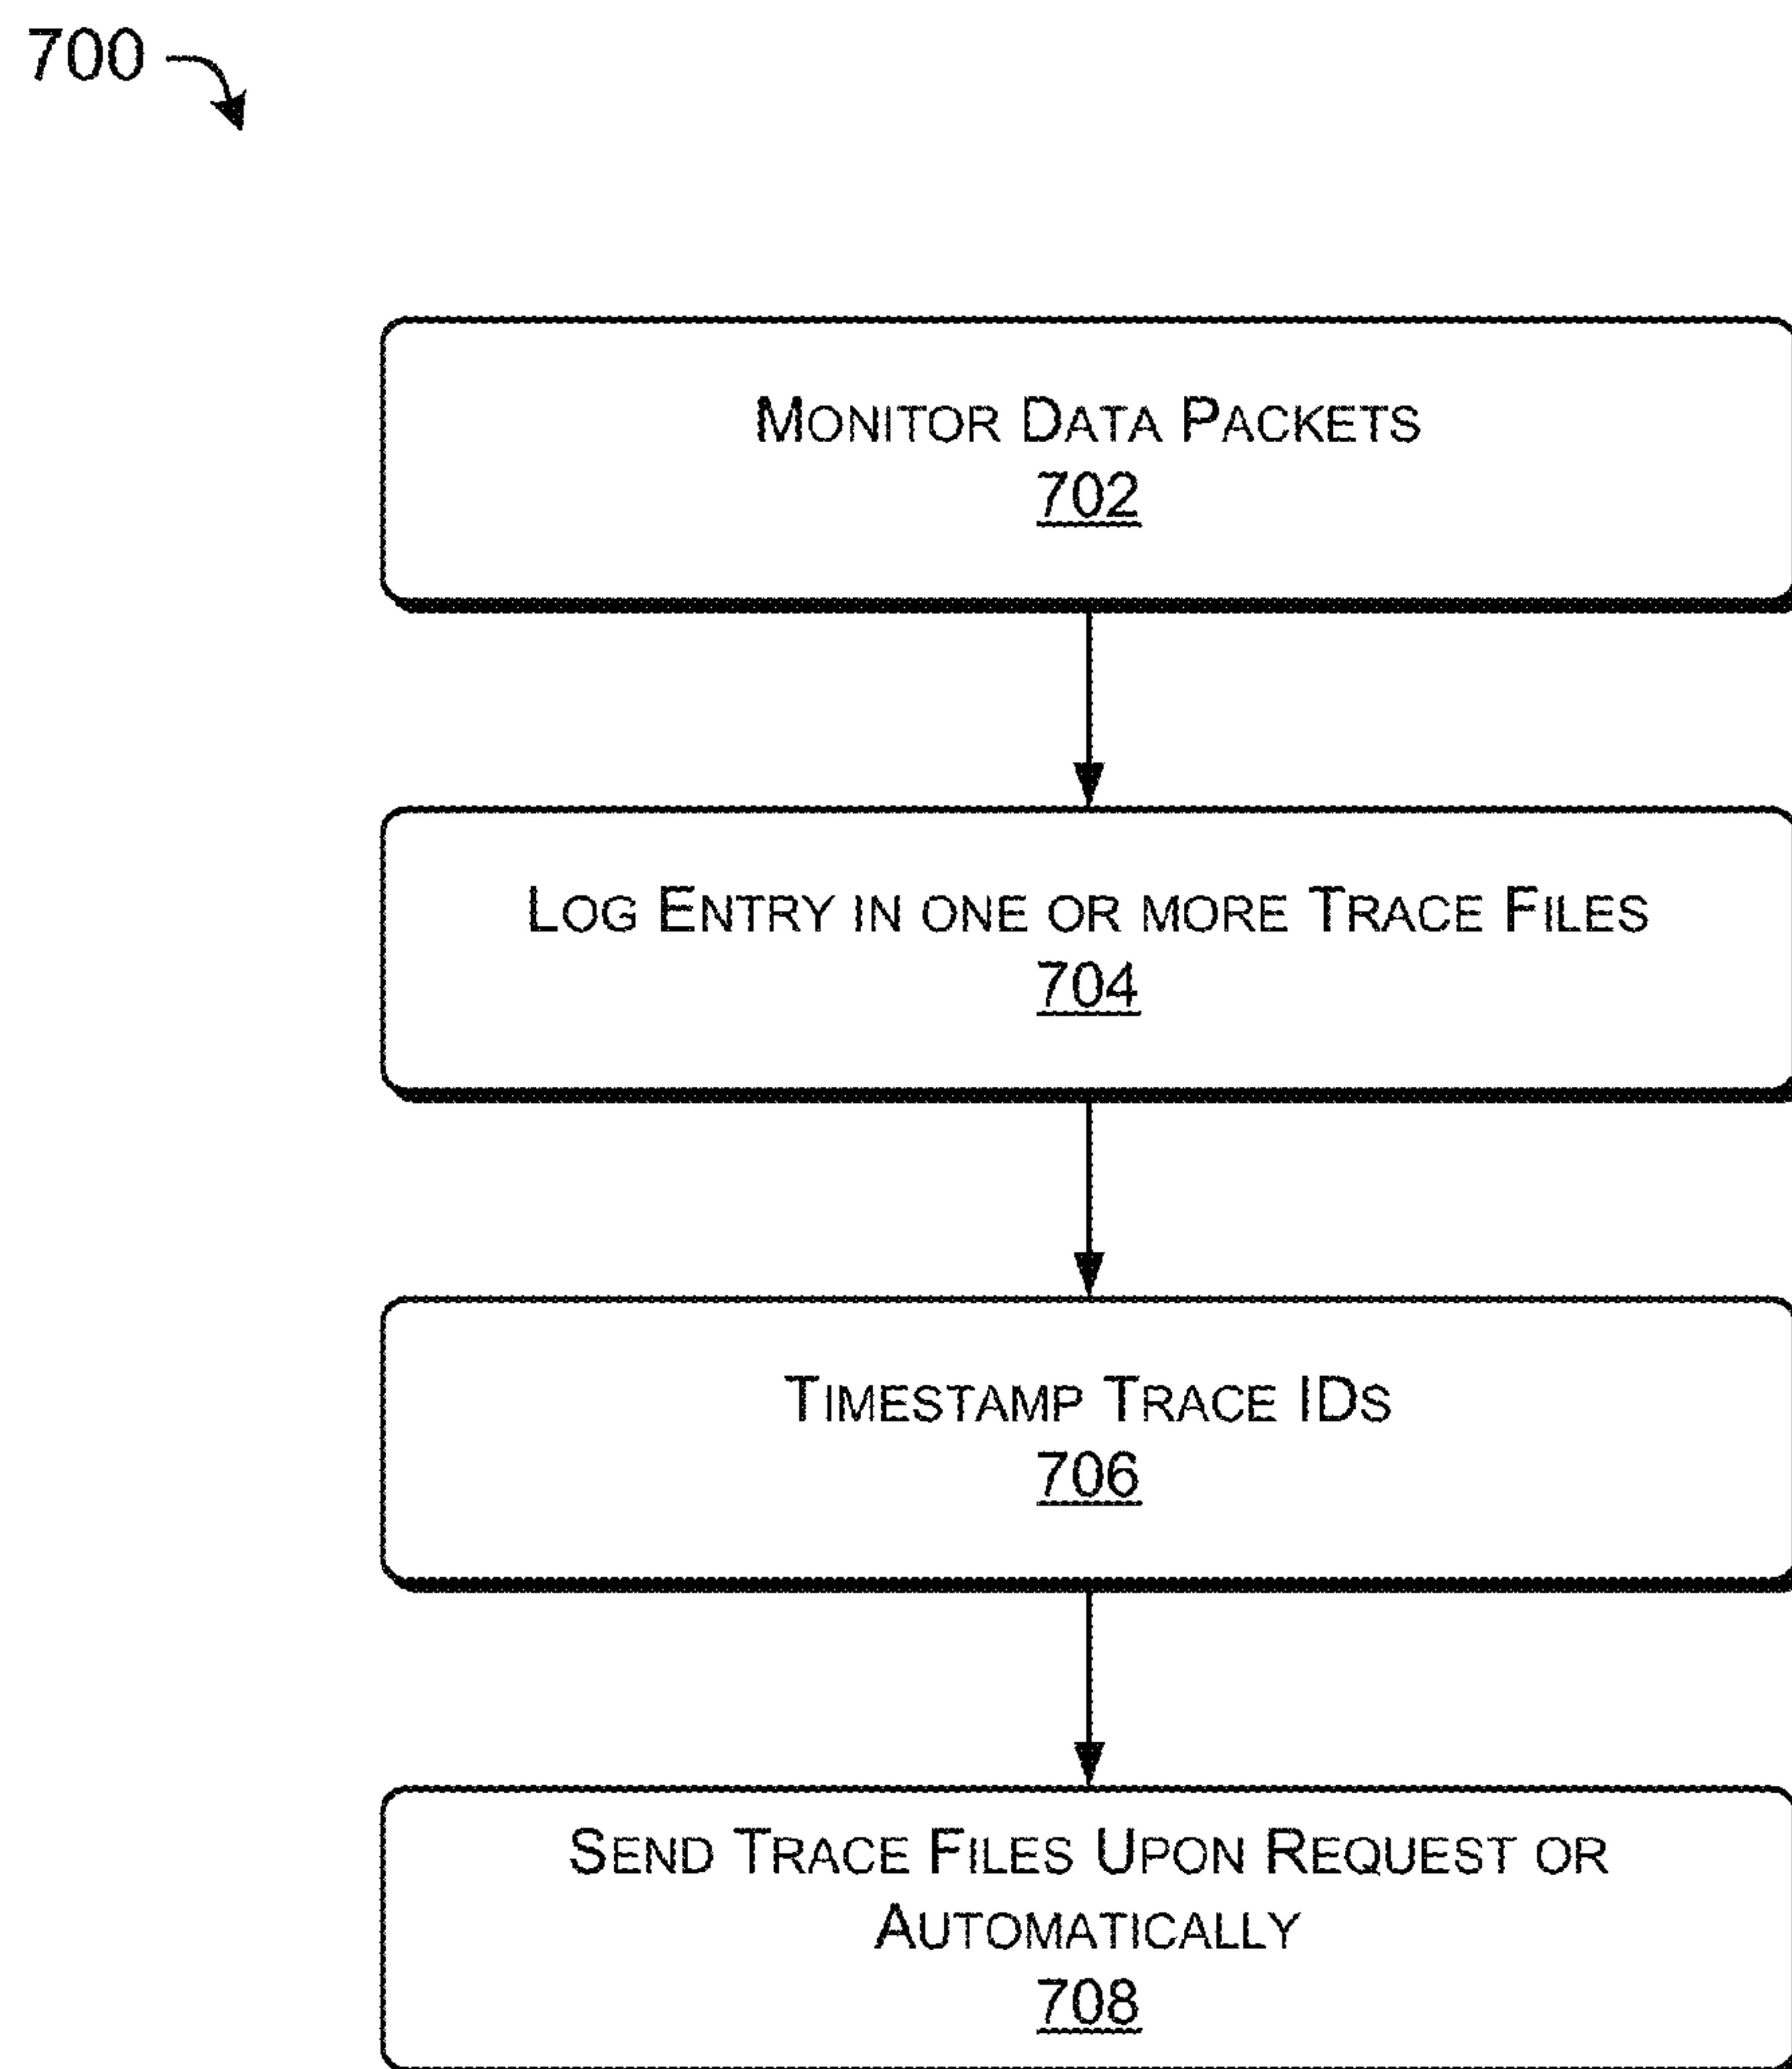 700
MONITOR DATA PACKETS
702
LOG ENTRY IN ONE OR MORE TRACE FILES
704
TIMESTAMP TRACE IDS
706
SEND TRACE FILES UPON REQUEST OR
AUTOMATICALLY
708